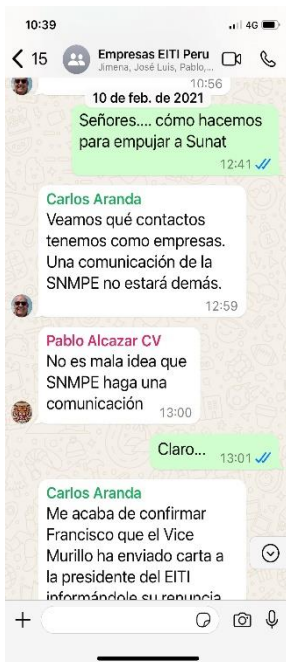 10:39
4G
15
Empresas EITI Peru
Jimena, José Luis, Pablo,...
10:56
10 de feb. de 2021
Señores.... cómo hacemos
para empujar a Sunat
12:41
Carlos Aranda
Veamos qué contactos
tenemos como empresas.
Una comunicación de la
SNMPE no estará demás.
12:59
Pablo Alcazar CV
No es mala idea que
SNMPE haga una
comunicación
13:00
Claro...
13:01
Carlos Aranda
Me acaba de confirmar
Francisco que el Vice
Murillo ha enviado carta a
la presidente del EITI
informándole su renuncia